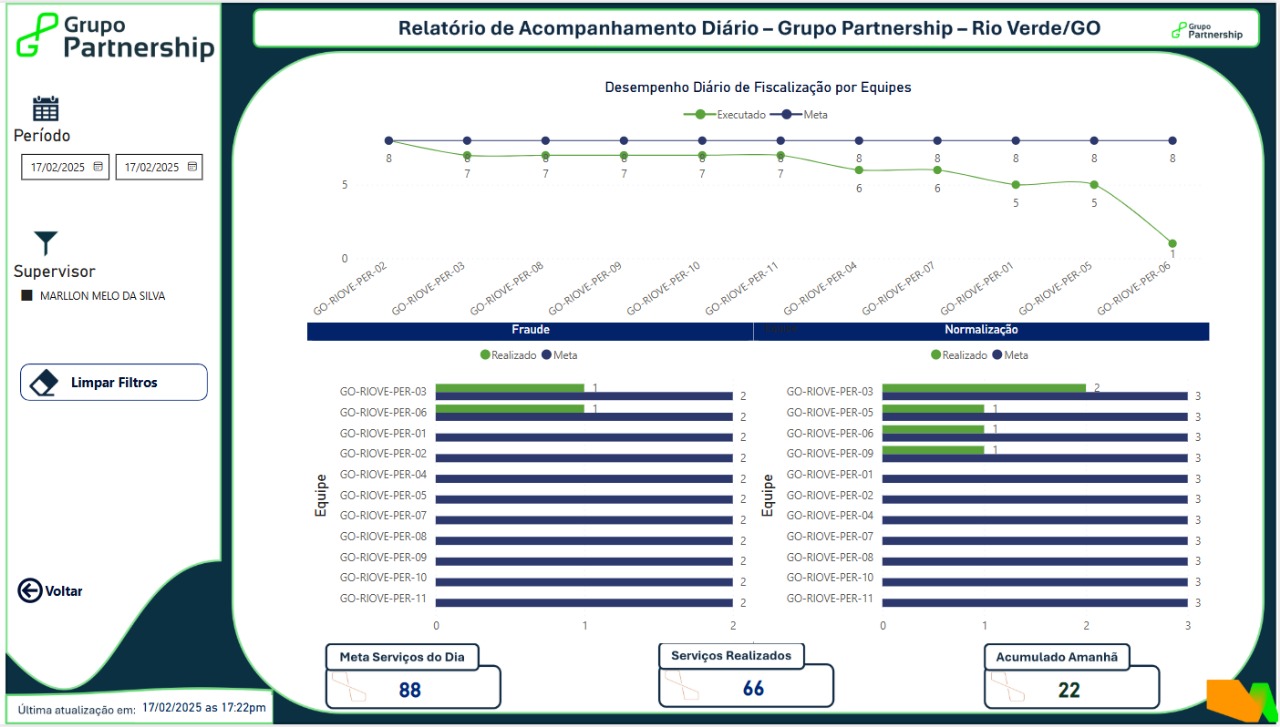 Grupo
Partnership
Relatório de Acompanhamento Diário – Grupo Partnership – Rio Verde/GO
Grupo
Partnership
Período
17/02/2025 17/02/2025
Supervisor
MARLLON MELO DA SILVA
Limpar Filtros
Voltar
Última atualização em: 17/02/2025 as 17:22pm
Desempenho Diário de Fiscalização por Equipes
Executado Meta
8 8 8 8 8 8 8 8 8 8 8
7 7 7 7 7 6 6 5 5 1
5
0
GO-RIOVE-PER-02
GO-RIOVE-PER-03
GO-RIOVE-PER-08
GO-RIOVE-PER-09
GO-RIOVE-PER-10
GO-RIOVE-PER-11
GO-RIOVE-PER-04
GO-RIOVE-PER-07
GO-RIOVE-PER-01
GO-RIOVE-PER-05
GO-RIOVE-PER-06
Fraude
Realizado Meta
Equipe
GO-RIOVE-PER-03 1 2
GO-RIOVE-PER-06 1 2
GO-RIOVE-PER-01 2
GO-RIOVE-PER-02 2
GO-RIOVE-PER-04 2
GO-RIOVE-PER-05 2
GO-RIOVE-PER-07 2
GO-RIOVE-PER-08 2
GO-RIOVE-PER-09 2
GO-RIOVE-PER-10 2
GO-RIOVE-PER-11 2
0 1 2
Normalização
Realizado Meta
Equipe
GO-RIOVE-PER-03 2 3
GO-RIOVE-PER-05 1 3
GO-RIOVE-PER-06 1 3
GO-RIOVE-PER-09 1 3
GO-RIOVE-PER-01 3
GO-RIOVE-PER-02 3
GO-RIOVE-PER-04 3
GO-RIOVE-PER-07 3
GO-RIOVE-PER-08 3
GO-RIOVE-PER-10 3
GO-RIOVE-PER-11 3
0 1 2 3
Meta Serviços do Dia
88
Serviços Realizados
66
Acumulado Amanhã
22